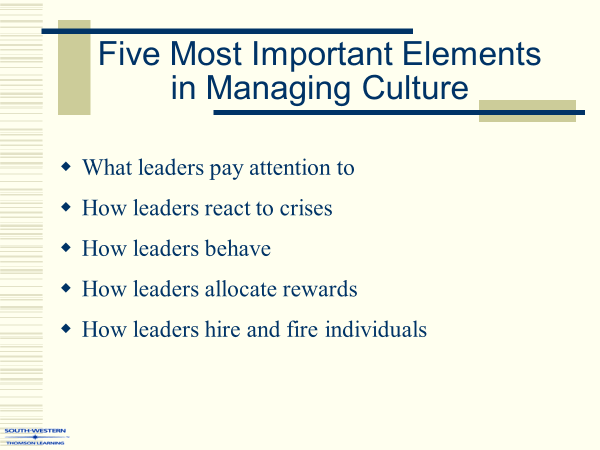 Five Most Important Elements
in Managing Culture
What leaders pay attention to
How leaders react to crises
How leaders behave
How leaders allocate rewards
How leaders hire and fire individuals
SOUTH-WESTERN
THOMSON LEARNING